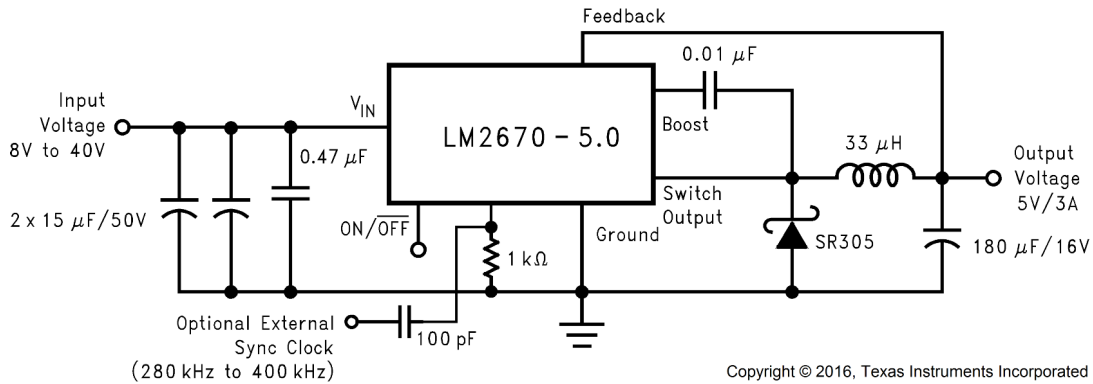 Feedback
0.01 µF
Input
Voltage
8V to 40V
VIN
LM2670 - 5.0
Boost
33 µH
Output
Voltage
5V/3A
0.47 µF
Switch
Output
2 x 15 µF/50V
ON/OFF
Ground
1 kΩ
SR305
180 µF/16V
Optional External
Sync Clock
(280 kHz to 400 kHz)
100 pF
Copyright © 2016, Texas Instruments Incorporated